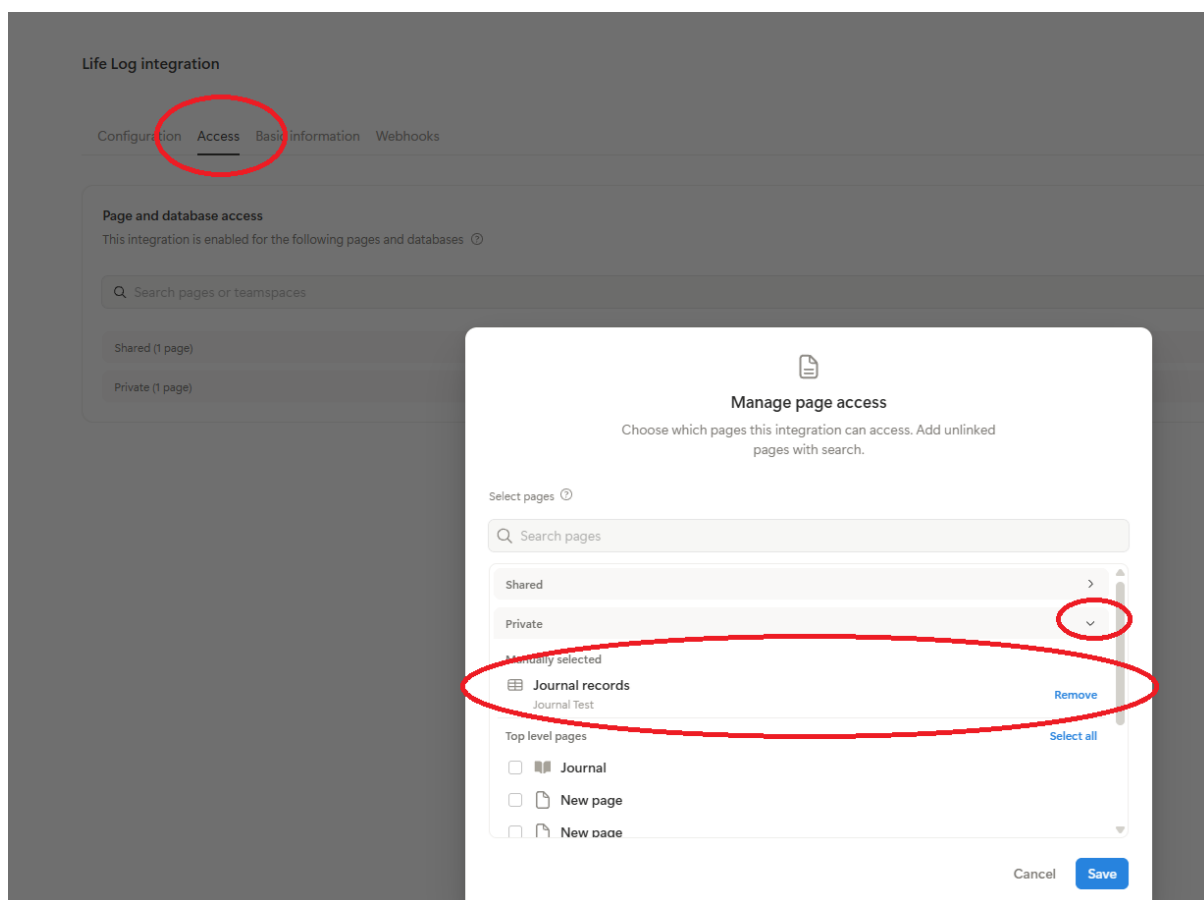 Life Log integration
Configuration Access Basic information Webhooks
Page and database access
This integration is enabled for the following pages and databases
Search pages or teamspaces
Shared (1 page)
Private (1 page)
Manage page access
Choose which pages this integration can access. Add unlinked
pages with search.
Select pages
Search pages
Shared
Private
Manually selected
Journal records
Journal Test
Remove
Top level pages Select all
Journal
New page
New page
Cancel Save